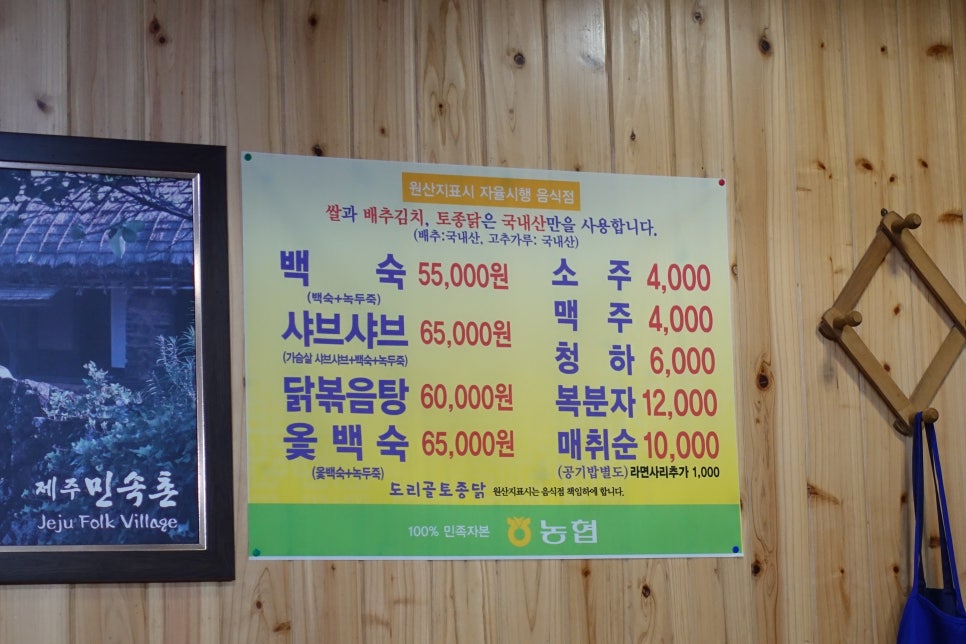 원산지표시 자율시행 음식점
쌀과 배추김치, 토종닭은 국내산만을 사용합니다.
(배추:국내산, 고추가루: 국내산)
백 숙 55,000원
(백숙+녹두죽)
샤브샤브 65,000원
(가슴살 샤브샤브+백숙+녹두죽)
닭볶음탕 60,000원
옻백숙 65,000원
(옻백숙+녹두죽)
소 주 4,000
맥 주 4,000
청 하 6,000
복분자 12,000
매취순 10,000
(공기밥별도) 라면사리추가 1,000
도리골토종닭 원산지표시는 음식점 책임하에 합니다.
100% 민족자본 농협
제주민속촌
Jeju Folk Village